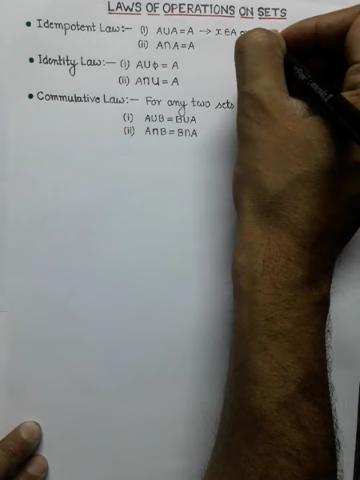 LAWS OF OPERATIONS ON SETS
• Idempotent Law:- (i) A∪A = A → x∈A
(ii) A∩A = A
• Identity Law:- (i) A∪ϕ = A
(ii) A∩U = A
• Commutative Law:- For any two sets
(i) A∪B = B∪A
(ii) A∩B = B∩A